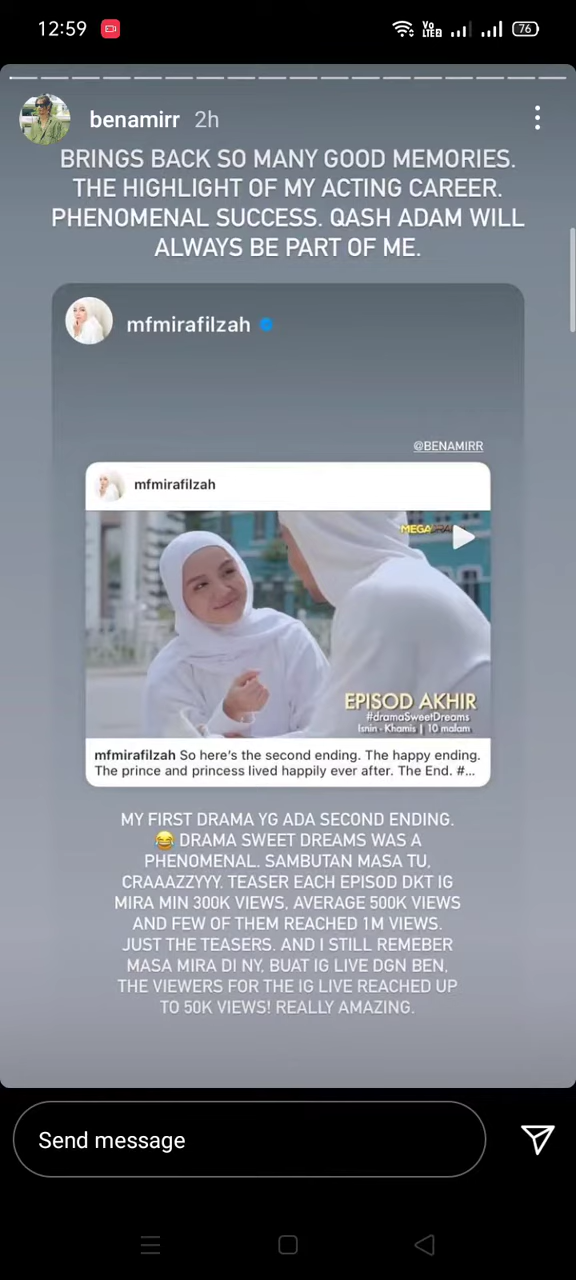 12:59
Vo
LTE2
76
benamirr 2h
BRINGS BACK SO MANY GOOD MEMORIES.
THE HIGHLIGHT OF MY ACTING CAREER.
PHENOMENAL SUCCESS. QASH ADAM WILL
ALWAYS BE PART OF ME.
mfmirafilzah
@BENAMIRR
mfmirafilzah
MEGA
EPISOD AKHIR
#dramaSweetDreams
Isnin - Khamis | 10 malam
mfmirafilzah So here's the second ending. The happy ending.
The prince and princess lived happily ever after. The End. #...
MY FIRST DRAMA YG ADA SECOND ENDING.
😂 DRAMA SWEET DREAMS WAS A
PHENOMENAL. SAMBUTAN MASA TU,
CRAAAZZYYY. TEASER EACH EPISOD DKT IG
MIRA MIN 300K VIEWS, AVERAGE 500K VIEWS
AND FEW OF THEM REACHED 1M VIEWS.
JUST THE TEASERS. AND I STILL REMEBER
MASA MIRA DI NY, BUAT IG LIVE DGN BEN,
THE VIEWERS FOR THE IG LIVE REACHED UP
TO 50K VIEWS! REALLY AMAZING.
Send message